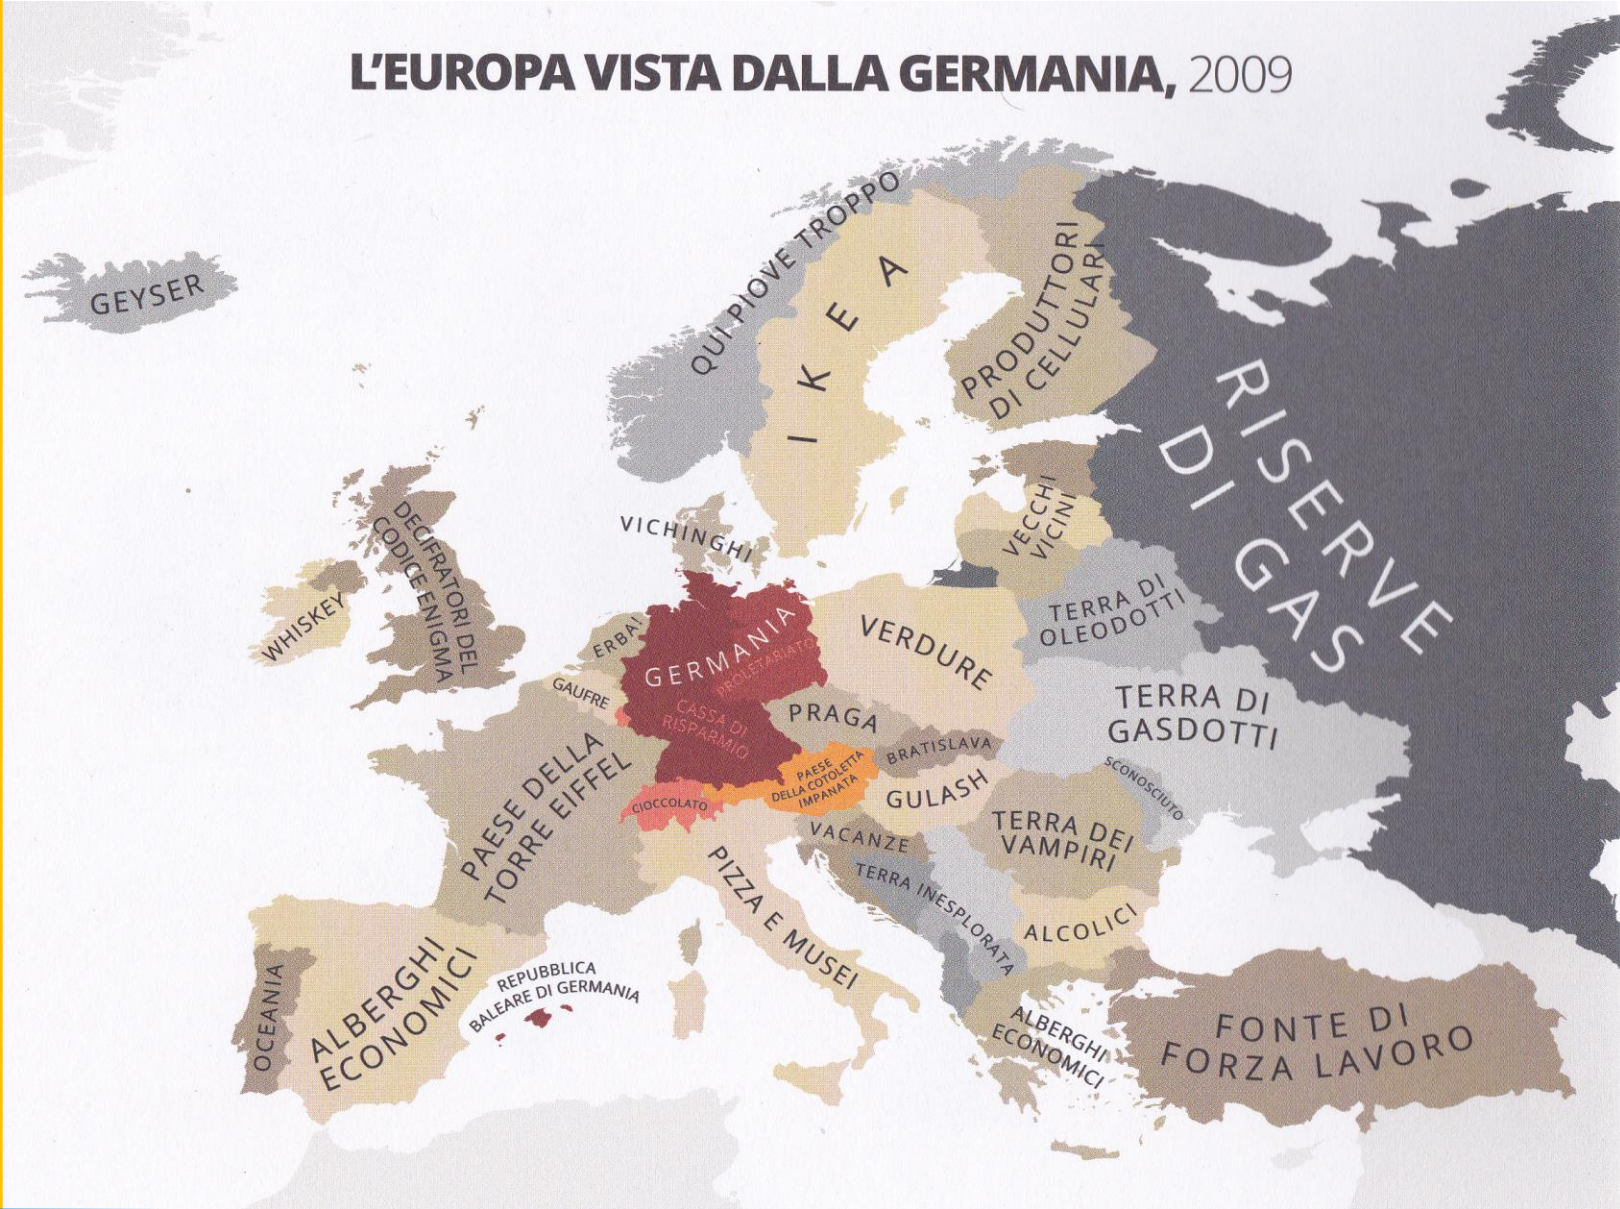 L'EUROPA VISTA DALLA GERMANIA, 2009
GEYSER
QUI PIOVE TROPPO
IKEA
PRODUTTORI
DI CELLULARI
RISERVE
DI GAS
VECCHI
VICINI
VICHINGHI
DECIFRATORI DEL
CODICE ENIGMA
WHISKEY
TERRA DI
OLEODOTTI
ERBA!
GERMANIA
PROLETARIATO
VERDURE
GAUFRE
CASSA DI
RISPARMIO
PRAGA
TERRA DI
GASDOTTI
BRATISLAVA
PAESE
DELLA COTOLETTA
IMPANATA
SCONOSCIUTO
PAESE DELLA
TORRE EIFFEL
CIOCCOLATO
GULASH
VACANZE
TERRA DEI
VAMPIRI
PIZZA E MUSEI
TERRA INESPLORATA
ALCOLICI
OCEANIA
ALBERGHI
ECONOMICI
REPUBBLICA
BALEARE DI GERMANIA
ALBERGHI
ECONOMICI
FONTE DI
FORZA LAVORO